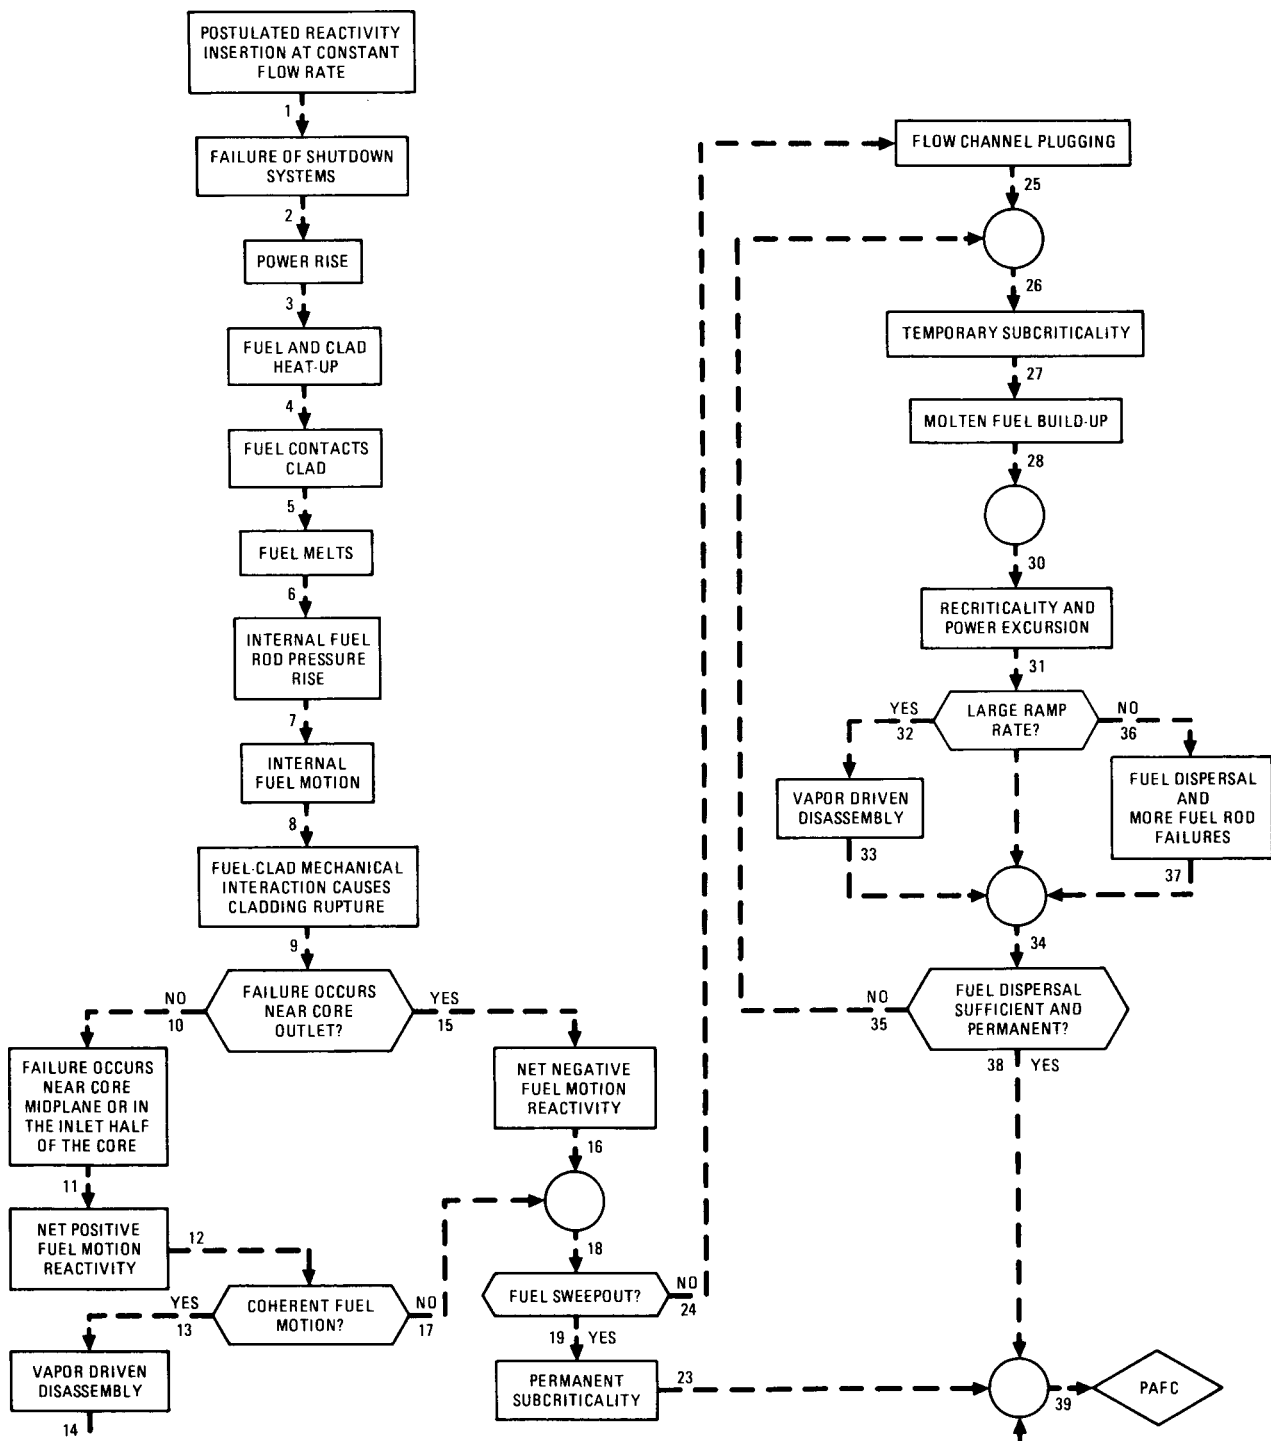 POSTULATED REACTIVITY
INSERTION AT CONSTANT
FLOW RATE
1
FAILURE OF SHUTDOWN
SYSTEMS
2
POWER RISE
3
FUEL AND CLAD
HEAT-UP
4
FUEL CONTACTS
CLAD
5
FUEL MELTS
6
INTERNAL FUEL
ROD PRESSURE
RISE
7
INTERNAL
FUEL MOTION
8
FUEL-CLAD MECHANICAL
INTERACTION CAUSES
CLADDING RUPTURE
9
FAILURE OCCURS
NEAR CORE
OUTLET?
NO
10
YES
15
FAILURE OCCURS
NEAR CORE
MIDPLANE OR IN
THE INLET HALF
OF THE CORE
11
NET POSITIVE
FUEL MOTION
REACTIVITY
12
COHERENT FUEL
MOTION?
YES
13
NO
17
VAPOR DRIVEN
DISASSEMBLY
14
NET NEGATIVE
FUEL MOTION
REACTIVITY
16
18
FUEL SWEEPOUT?
NO
24
19 YES
PERMANENT
SUBCRITICALITY
23
FLOW CHANNEL PLUGGING
25
26
TEMPORARY SUBCRITICALITY
27
MOLTEN FUEL BUILD-UP
28
30
RECRITICALITY AND
POWER EXCURSION
31
LARGE RAMP
RATE?
YES
32
NO
36
VAPOR DRIVEN
DISASSEMBLY
33
FUEL DISPERSAL
AND
MORE FUEL ROD
FAILURES
37
34
FUEL DISPERSAL
SUFFICIENT AND
PERMANENT?
NO
35
38 YES
39
PAFC